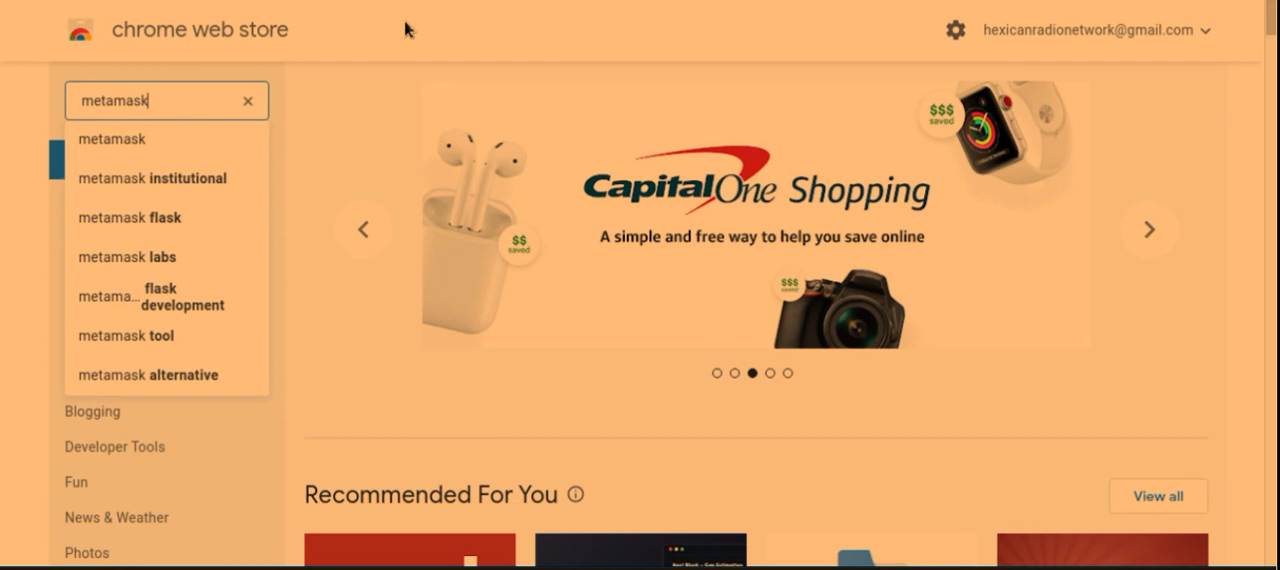 chrome web store
hexicanradionetwork@gmail.com
metamask
metamask
metamask institutional
metamask flask
metamask labs
metama... flask
development
metamask tool
metamask alternative
Blogging
Developer Tools
Fun
News & Weather
Photos
$$$
saved
CapitalOne Shopping
A simple and free way to help you save online
$$
saved
$$$
saved
Recommended For You
View all